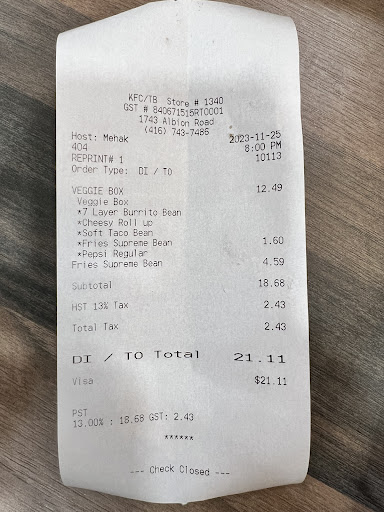 KFC/TB Store # 1340
GST # 840671515RT0001
1743 Albion Road
(416) 743-7486
Host: Mehak 2023-11-25
404 8:00 PM
REPRINT# 1 10113
Order Type: DI / TO
VEGGIE BOX 12.49
Veggie Box
*7 Layer Burrito Bean
*Cheesy Roll up
*Soft Taco Bean
*Fries Supreme Bean 1.60
*Pepsi Regular
Fries Supreme Bean 4.59
Subtotal 18.68
HST 13% Tax 2.43
Total Tax 2.43
DI / TO Total 21.11
Visa $21.11
PST
13.00% : 18.68 GST: 2.43
******
--- Check Closed ---